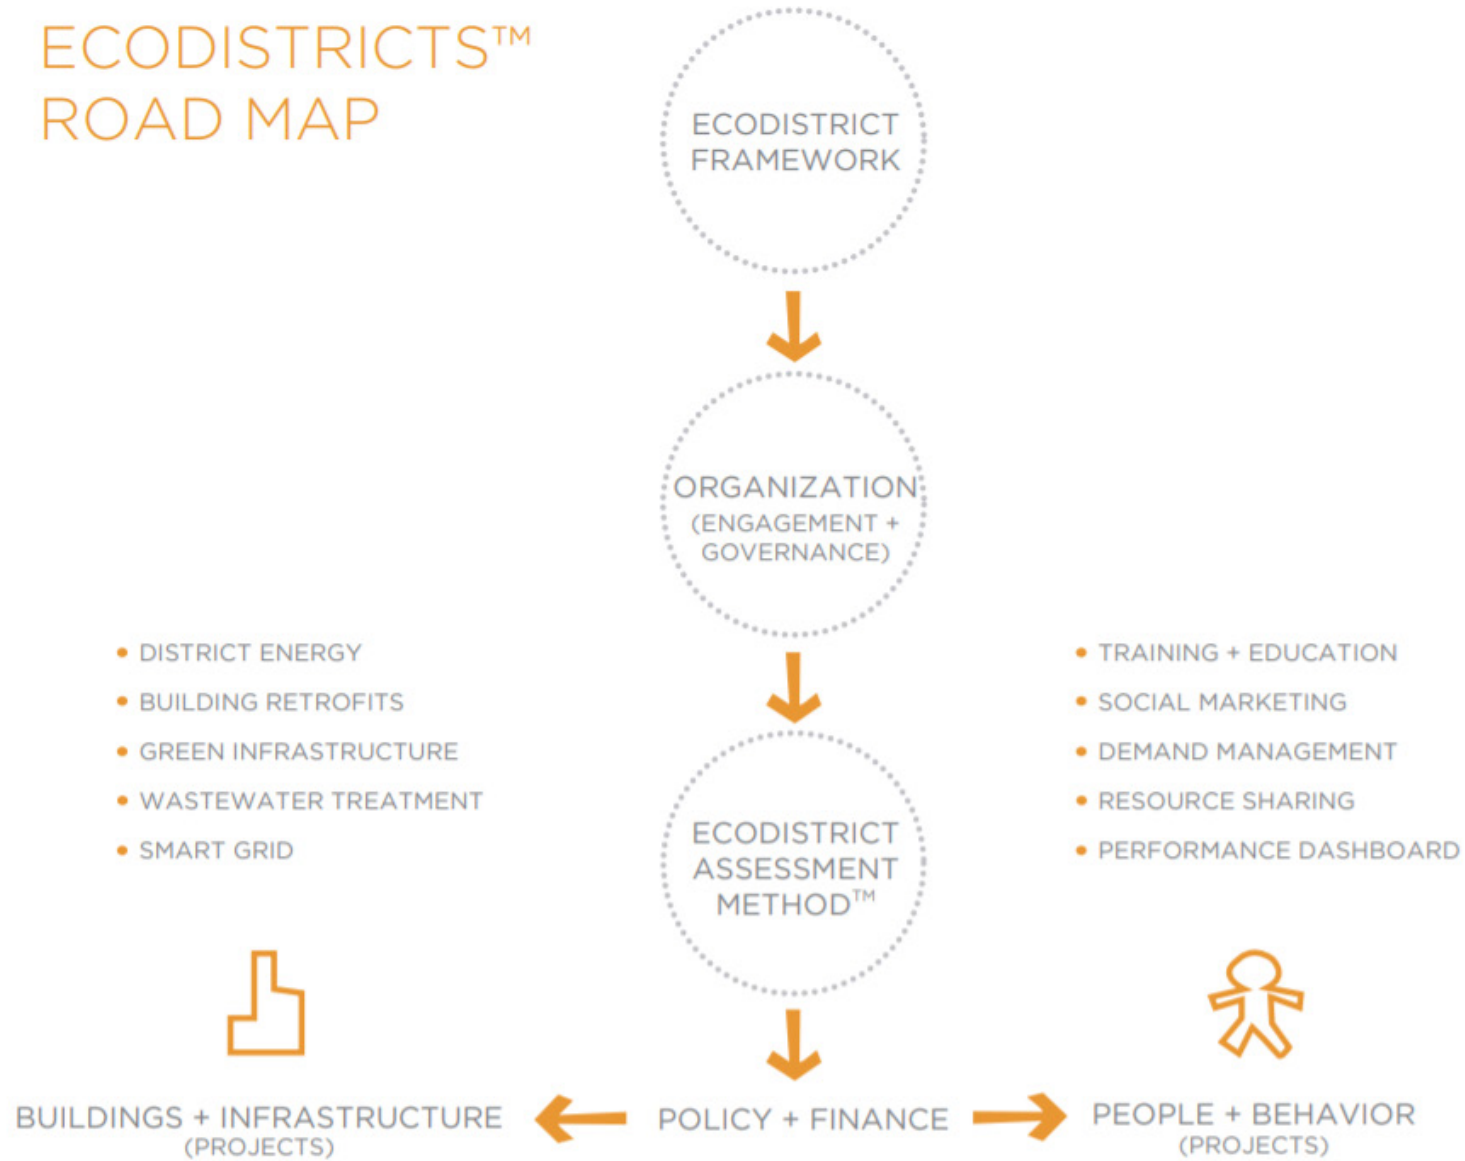 ECODISTRICTS™
ROAD MAP
ECODISTRICT
FRAMEWORK
ORGANIZATION
(ENGAGEMENT +
GOVERNANCE)
• DISTRICT ENERGY
• BUILDING RETROFITS
• GREEN INFRASTRUCTURE
• WASTEWATER TREATMENT
• SMART GRID
• TRAINING + EDUCATION
• SOCIAL MARKETING
• DEMAND MANAGEMENT
• RESOURCE SHARING
• PERFORMANCE DASHBOARD
ECODISTRICT
ASSESSMENT
METHOD™
BUILDINGS + INFRASTRUCTURE
(PROJECTS)
POLICY + FINANCE
PEOPLE + BEHAVIOR
(PROJECTS)